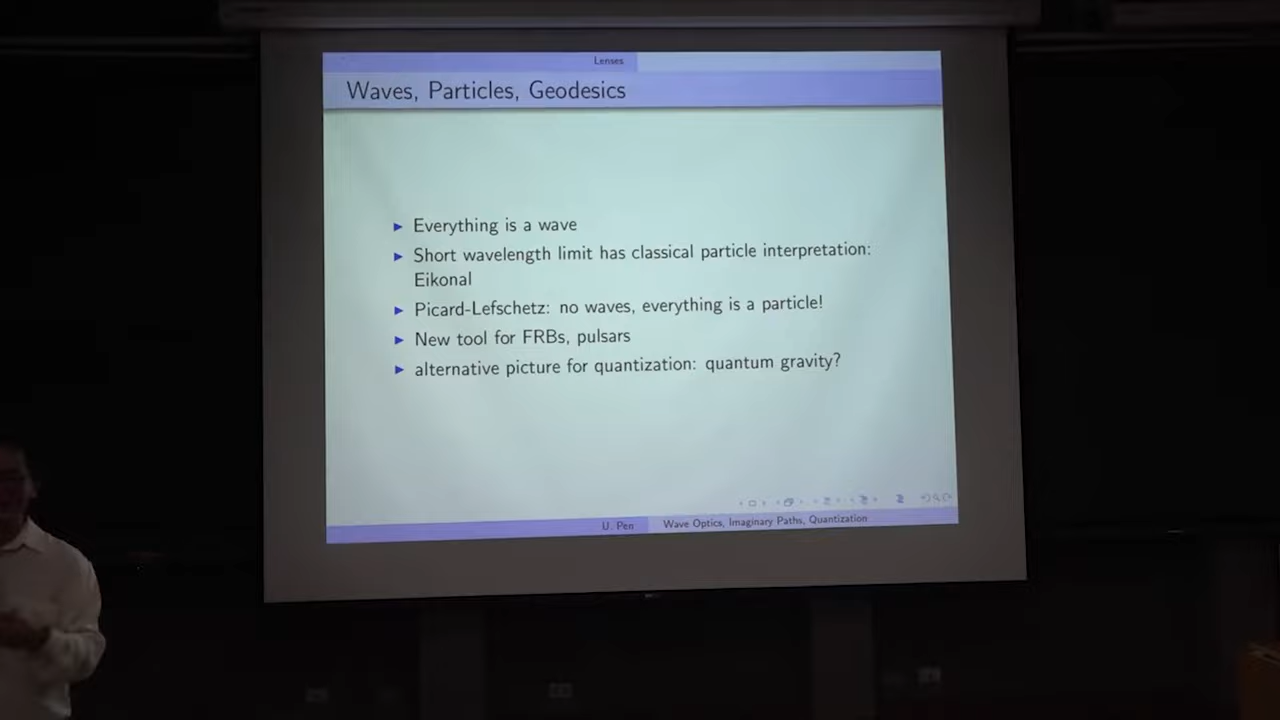 Lenses
Waves, Particles, Geodesics
Everything is a wave
Short wavelength limit has classical particle interpretation:
Eikonal
Picard-Lefschetz: no waves, everything is a particle!
New tool for FRBs, pulsars
alternative picture for quantization: quantum gravity?
U. Pen Wave Optics, Imaginary Paths, Quantization